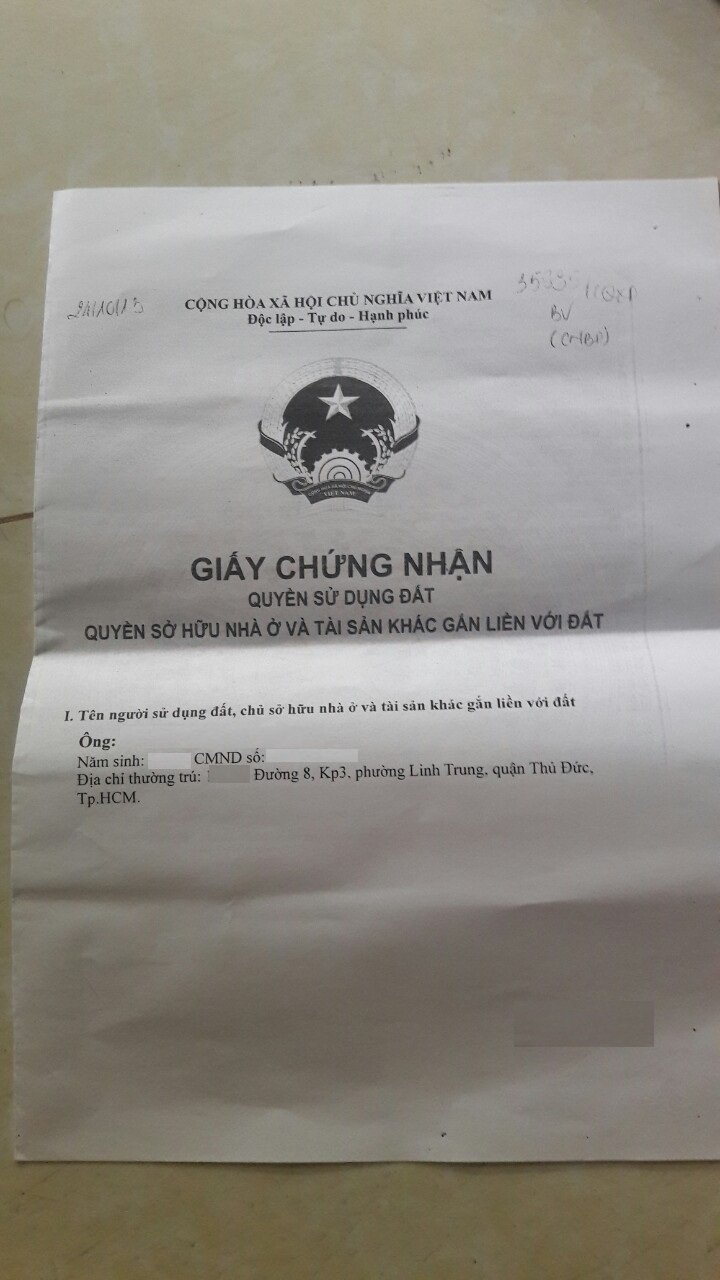 CỘNG HÒA XÃ HỘI CHỦ NGHĨA VIỆT NAM
Độc lập - Tự do - Hạnh phúc
BV
(CNBP)
VIỆT NAM
GIẤY CHỨNG NHẬN
QUYỀN SỬ DỤNG ĐẤT
QUYỀN SỞ HỮU NHÀ Ở VÀ TÀI SẢN KHÁC GẮN LIỀN VỚI ĐẤT
I. Tên người sử dụng đất, chủ sở hữu nhà ở và tài sản khác gắn liền với đất
Ông:
Năm sinh: CMND số:
Địa chỉ thường trú: Đường 8, Kp3, phường Linh Trung, quận Thủ Đức,
Tp.HCM.